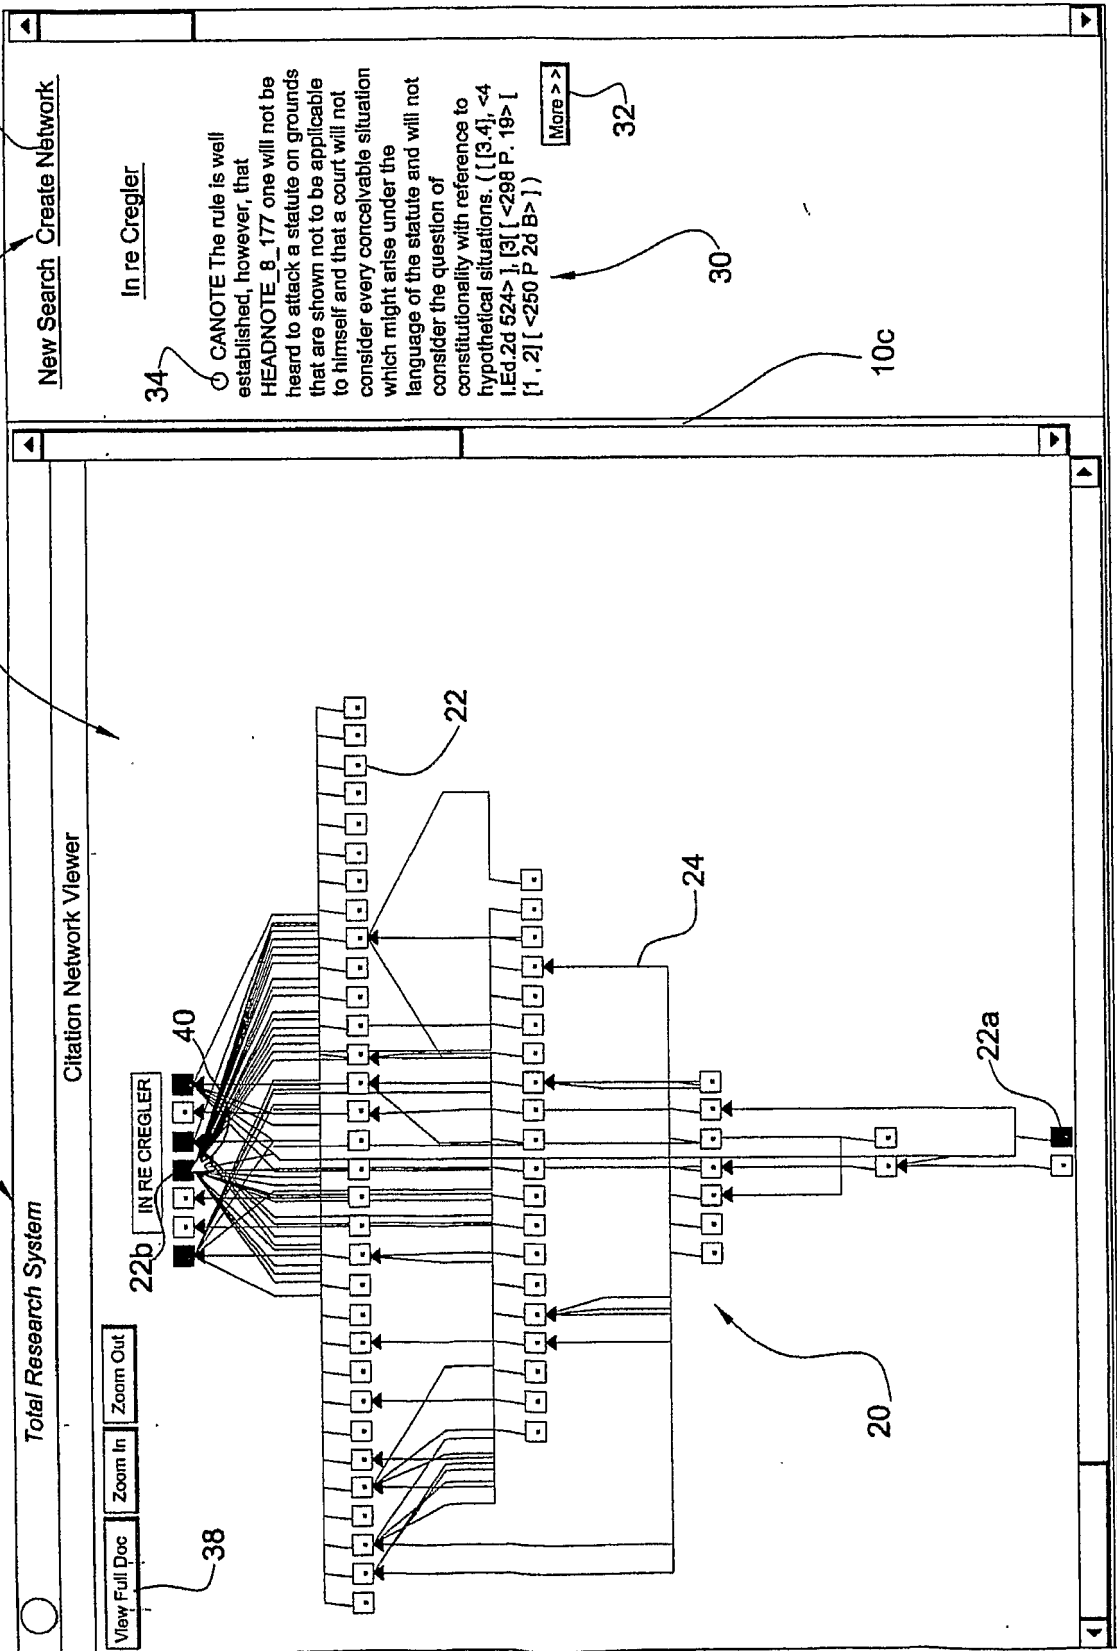 Total Research System
Citation Network Viewer
View Full Doc
Zoom In
Zoom Out
38
22b
IN RE CREGLER
40
22
24
20
22a
10c
New Search
Create Network
In re Cregler
34
CANOTE The rule is well
established, however, that
HEADNOTE_8_177 one will not be
heard to attack a statute on grounds
that are shown not to be applicable
to himself and that a court will not
consider every conceivable situation
which might arise under the
language of the statute and will not
consider the question of
constitutionality with reference to
hypothetical situations. ( [ [3.4], <4
l.Ed.2d 524> ], [3[ [ <298 P. 19> [
[1, 2] [ <250 P 2d B> ] )
More > >
32
30